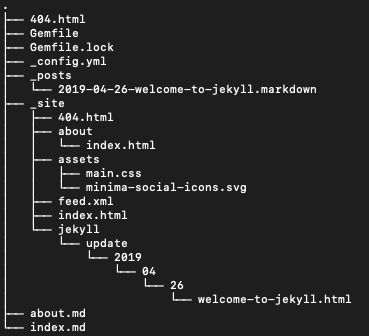 .
├── 404.html
├── Gemfile
├── Gemfile.lock
├── _config.yml
├── _posts
│   └── 2019-04-26-welcome-to-jekyll.markdown
├── _site
│   ├── 404.html
│   ├── about
│   │   └── index.html
│   ├── assets
│   │   ├── main.css
│   │   └── minima-social-icons.svg
│   ├── feed.xml
│   ├── index.html
│   └── jekyll
│       └── update
│           └── 2019
│               └── 04
│                   └── 26
│                       └── welcome-to-jekyll.html
├── about.md
└── index.md